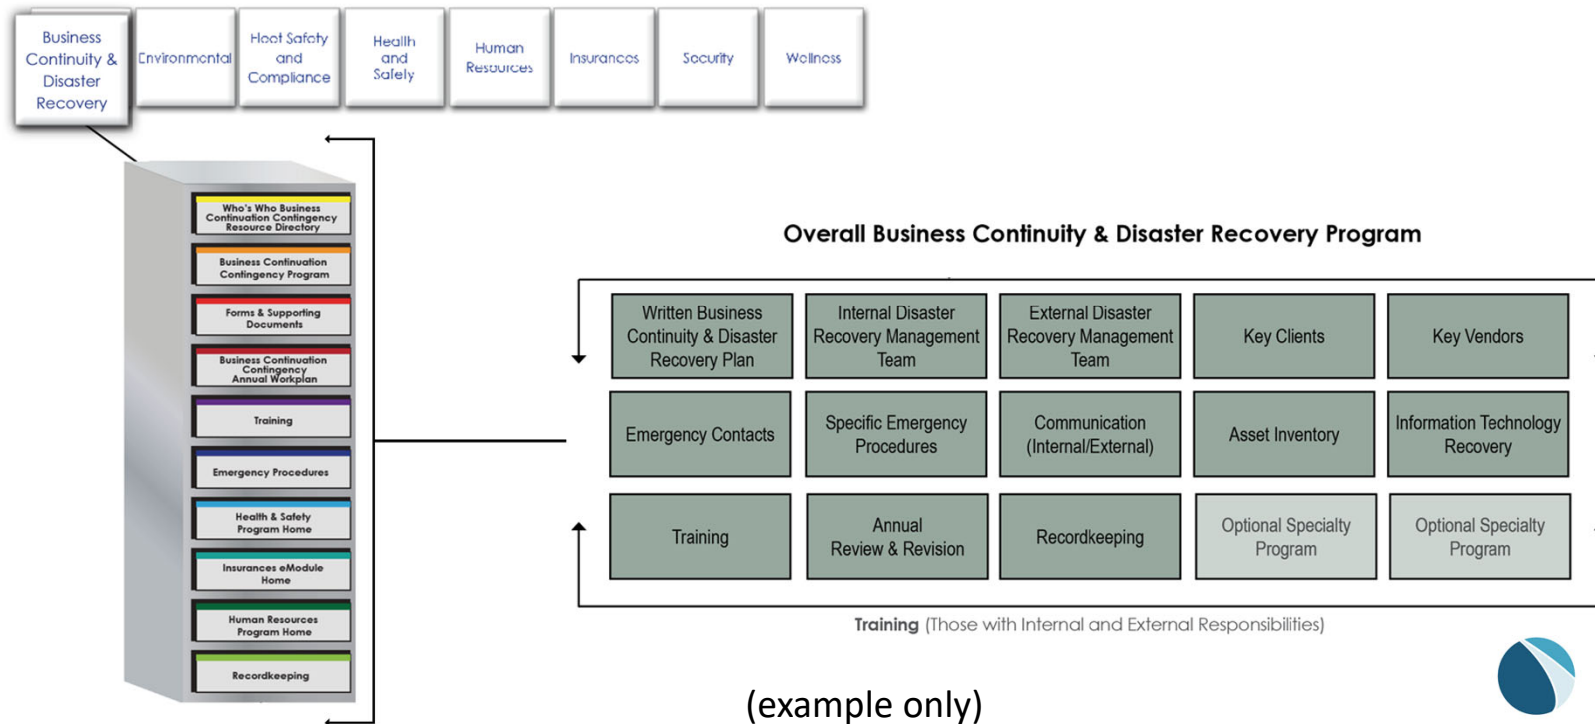 Business
Continuity &
Disaster
Recovery
Environmental
Hoot Safety
and
Compliance
Health
and
Safely
Human
Resources
Insurances
Security
Wellness
Who's Who Business
Continuation Contingency
Resource Directory
Business Continuation
Contingency Program
Forms & Supporting
Documents
Business Continuation
Contingency
Annual Workplan
Training
Emergency Procedures
Health & Safety
Program Home
Insurances eModule
Home
Human Resources
Program Home
Recordkeeping
Overall Business Continuity & Disaster Recovery Program
Written Business
Continuity & Disaster
Recovery Plan
Internal Disaster
Recovery Management
Team
External Disaster
Recovery Management
Team
Key Clients
Key Vendors
Emergency Contacts
Specific Emergency
Procedures
Communication
(Internal/External)
Asset Inventory
Information Technology
Recovery
Training
Annual
Review & Revision
Recordkeeping
Optional Specialty
Program
Optional Specialty
Program
Training (Those with Internal and External Responsibilities)
(example only)